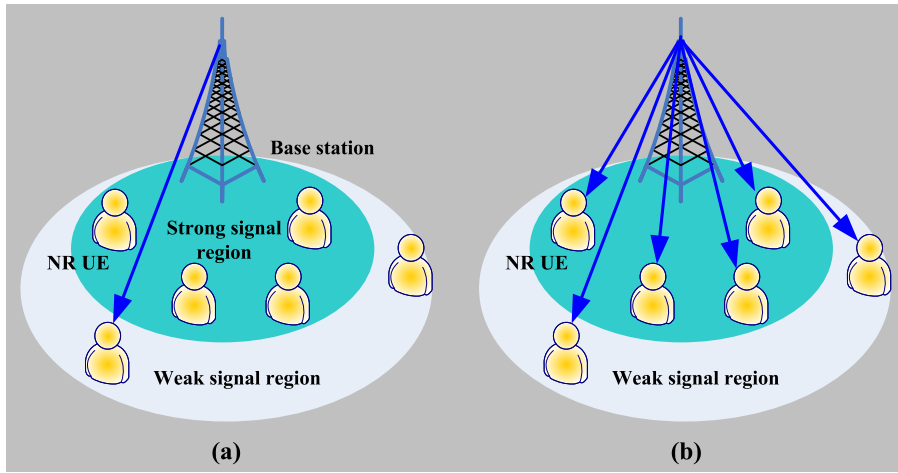 Base station
Strong signal
region
NR UE
Weak signal region
(a)
NR UE
Weak signal region
(b)